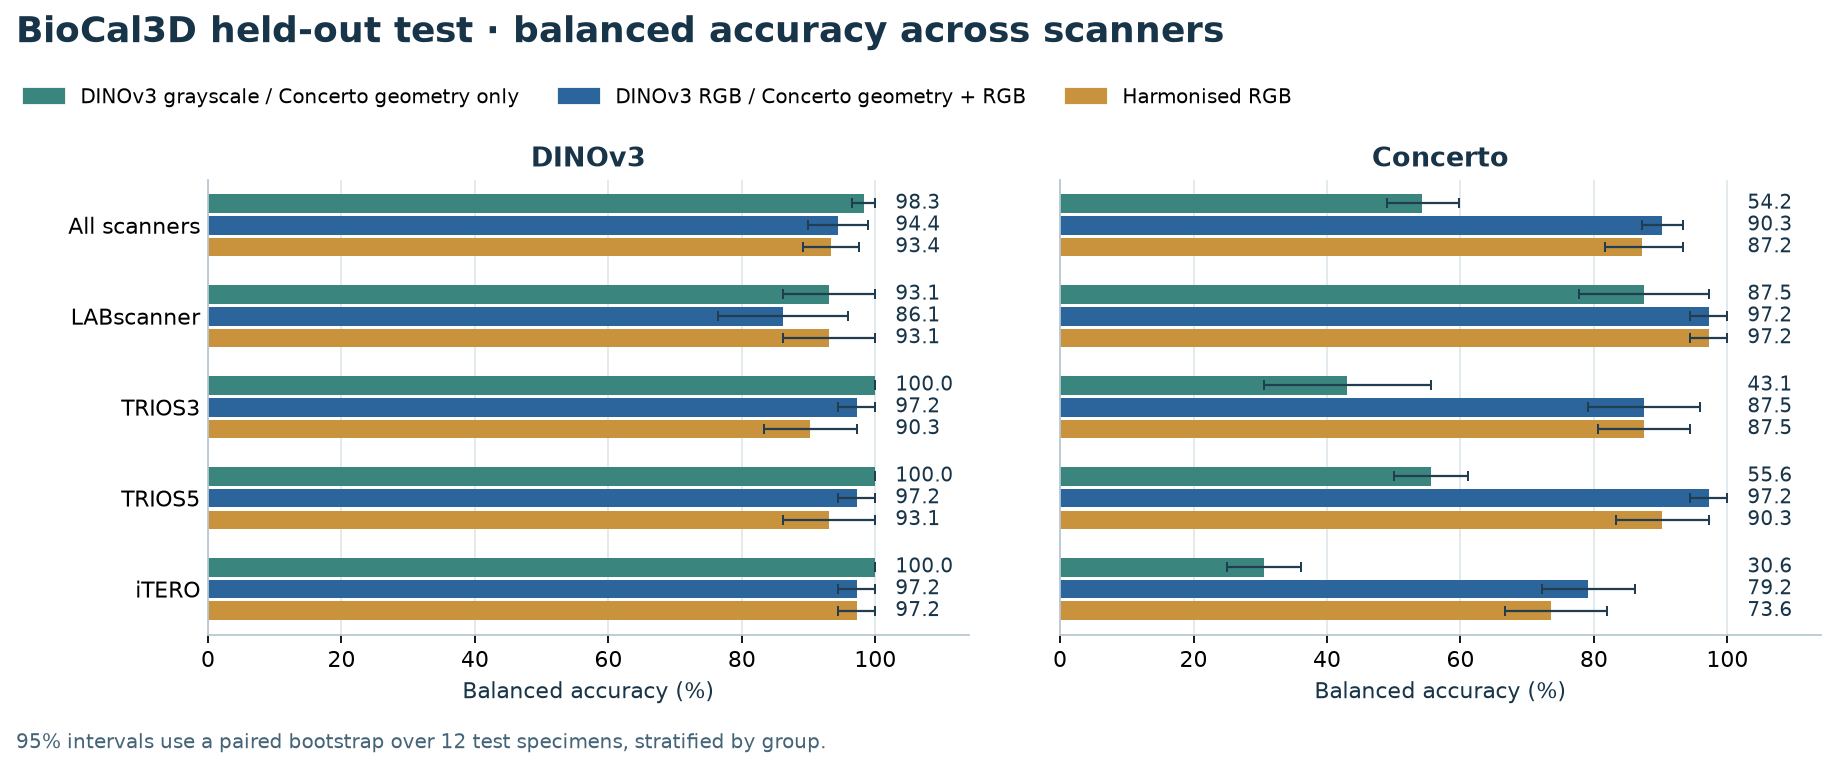 BioCal3D held-out test · balanced accuracy across scanners
DINOv3 grayscale / Concerto geometry only
DINOv3 RGB / Concerto geometry + RGB
Harmonised RGB
DINOv3
All scanners
98.3
94.4
93.4
LABscanner
93.1
86.1
93.1
TRIOS3
100.0
97.2
90.3
TRIOS5
100.0
97.2
93.1
iTERO
100.0
97.2
97.2
0 20 40 60 80 100
Balanced accuracy (%)
Concerto
54.2
90.3
87.2
87.5
97.2
97.2
43.1
87.5
87.5
55.6
97.2
90.3
30.6
79.2
73.6
0 20 40 60 80 100
Balanced accuracy (%)
95% intervals use a paired bootstrap over 12 test specimens, stratified by group.